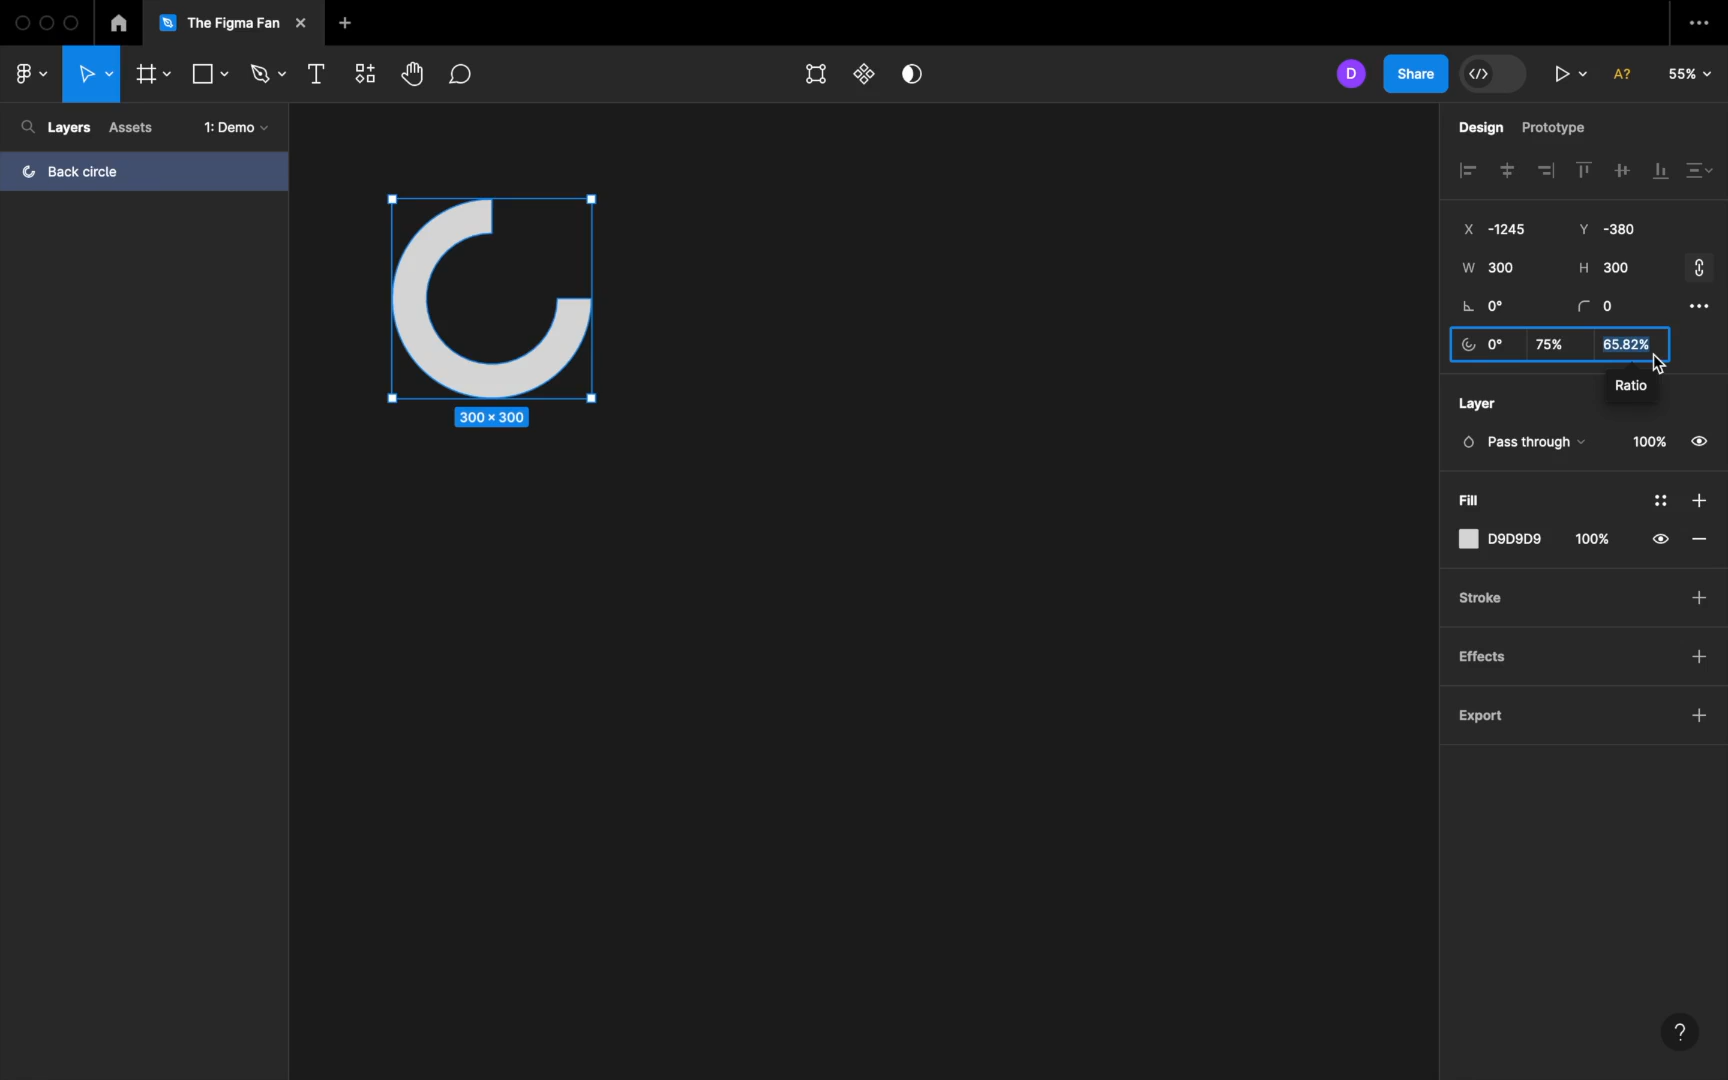 The Figma Fan
D
Share
A?
55%
Layers
Assets
1: Demo
Design
Prototype
Back circle
X -1245
Y -380
W 300
H 300
0°
0
0°
75%
65.82%
Ratio
300 × 300
Layer
Pass through
100%
Fill
D9D9D9
100%
Stroke
Effects
Export
?